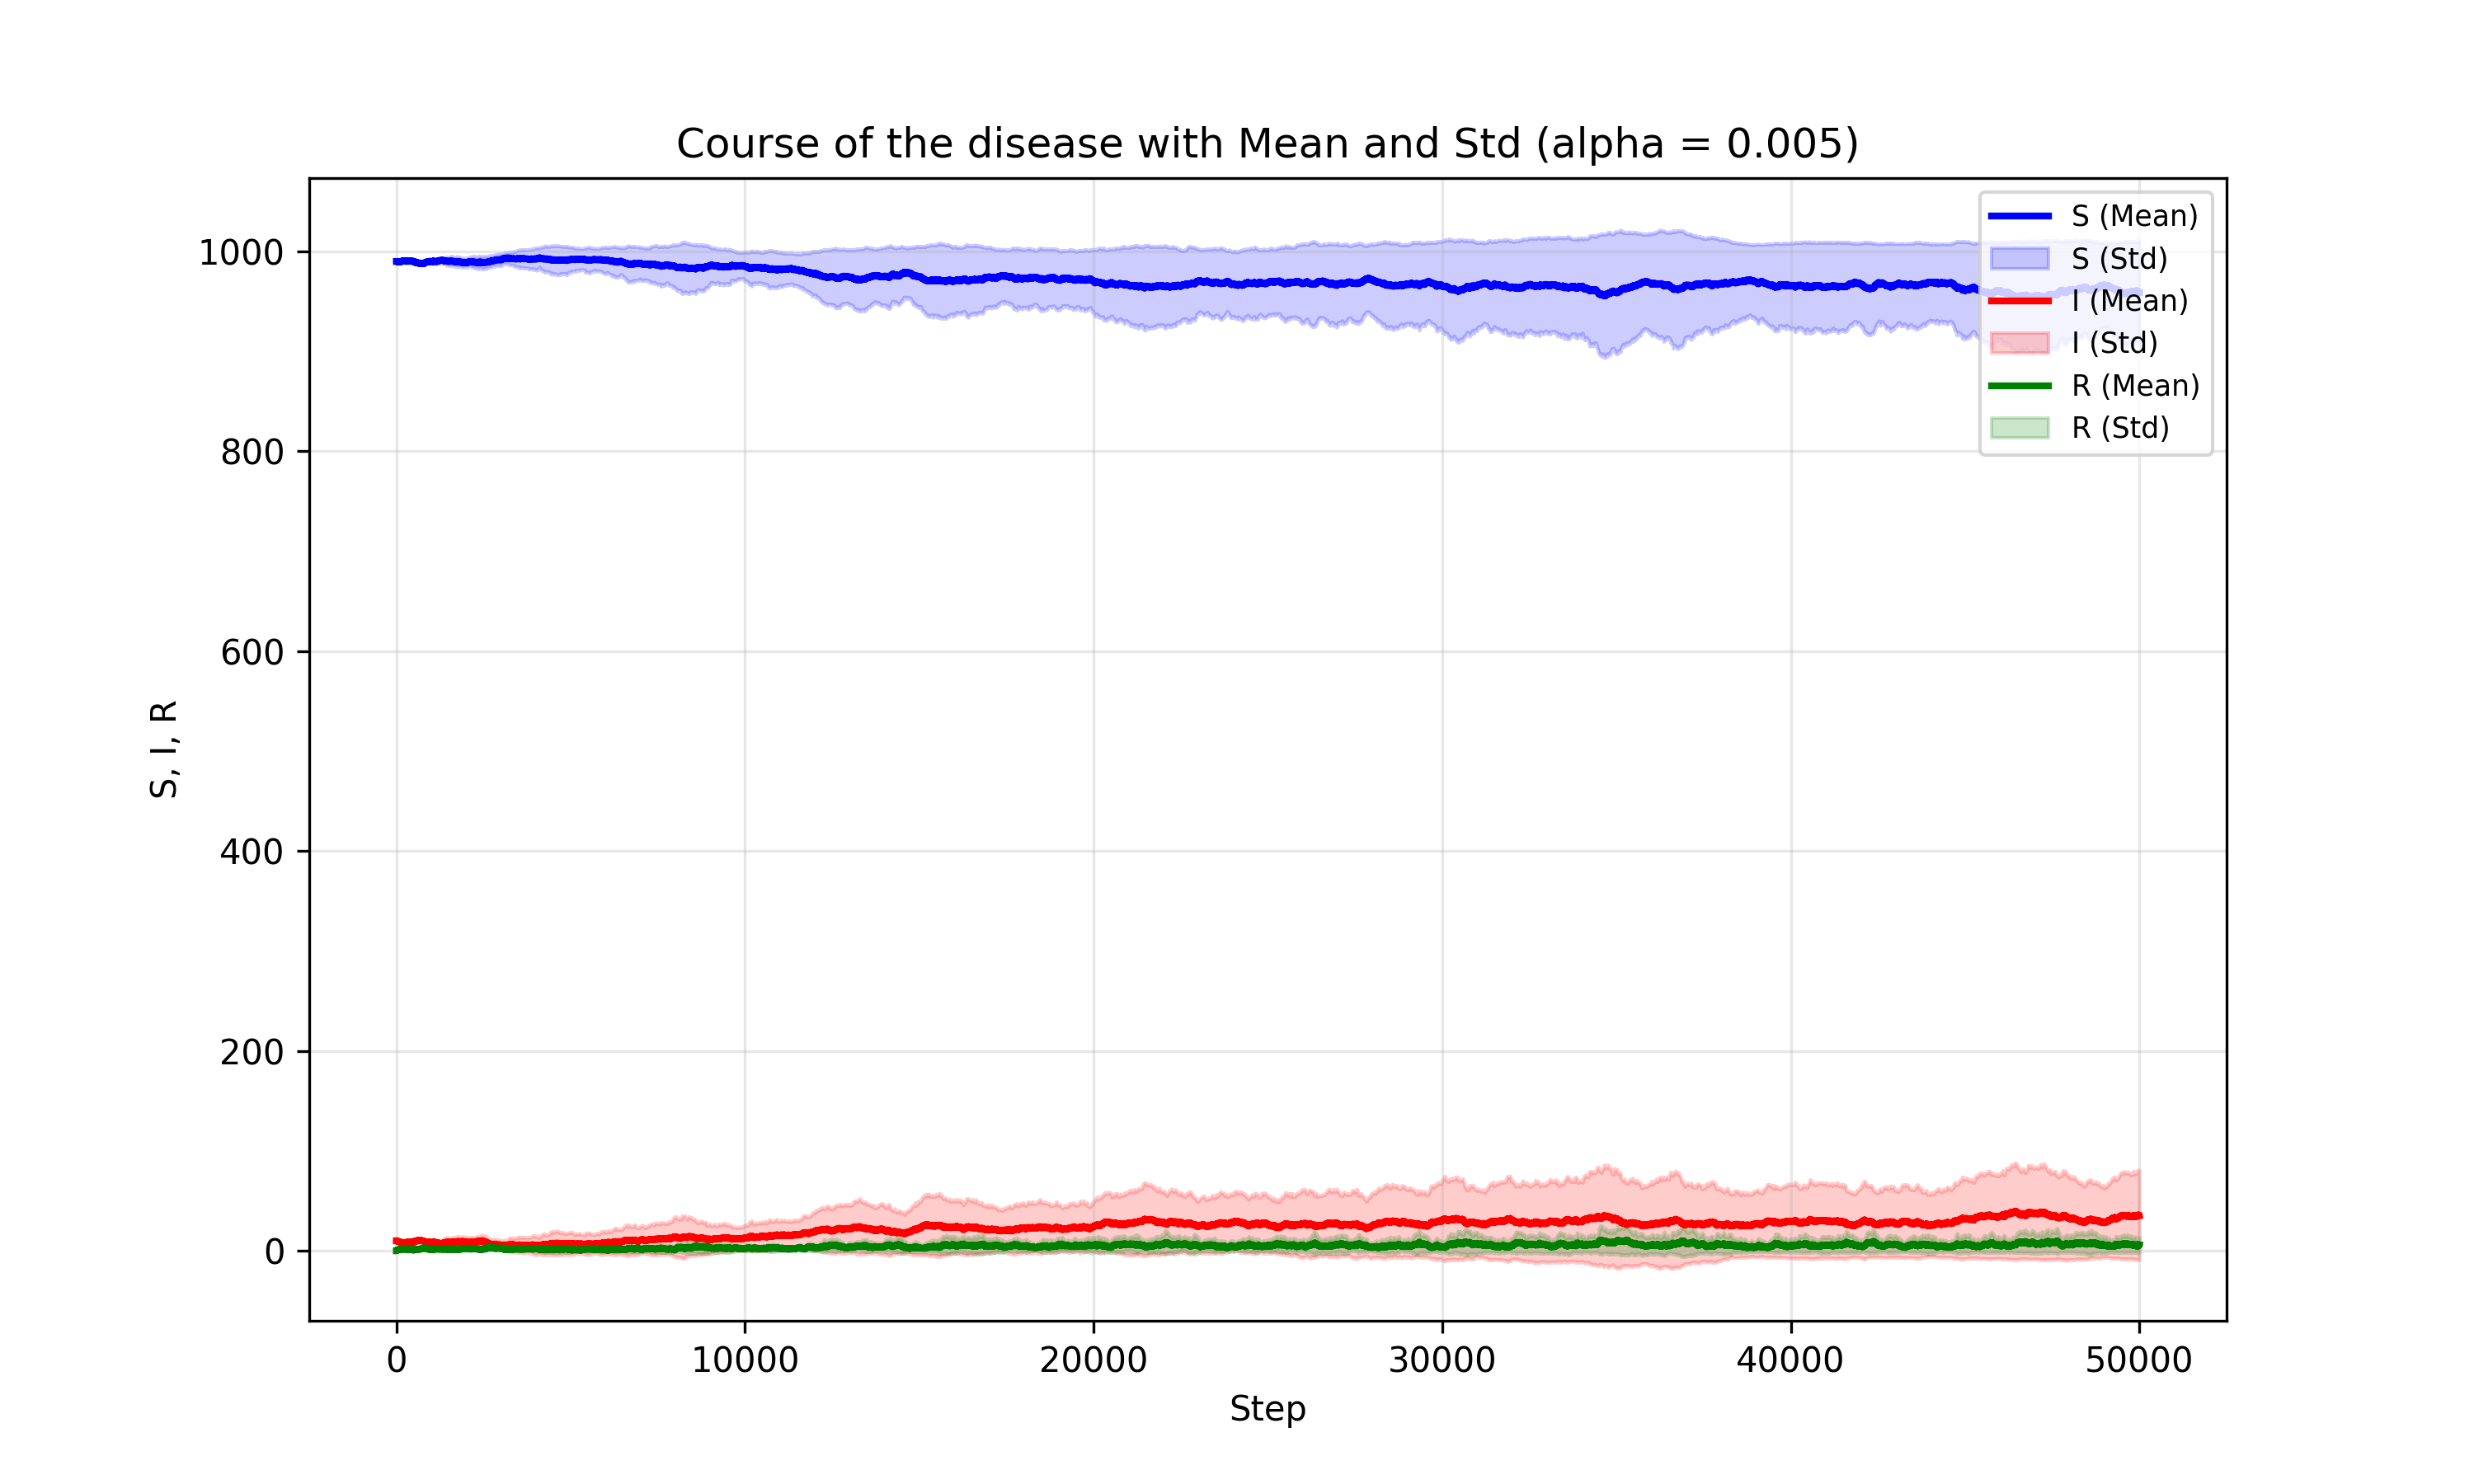 Course of the disease with Mean and Std (alpha = 0.005)
S (Mean)
S (Std)
I (Mean)
I (Std)
R (Mean)
R (Std)
1000
800
600
400
200
0
S, I, R
0 10000 20000 30000 40000 50000
Step